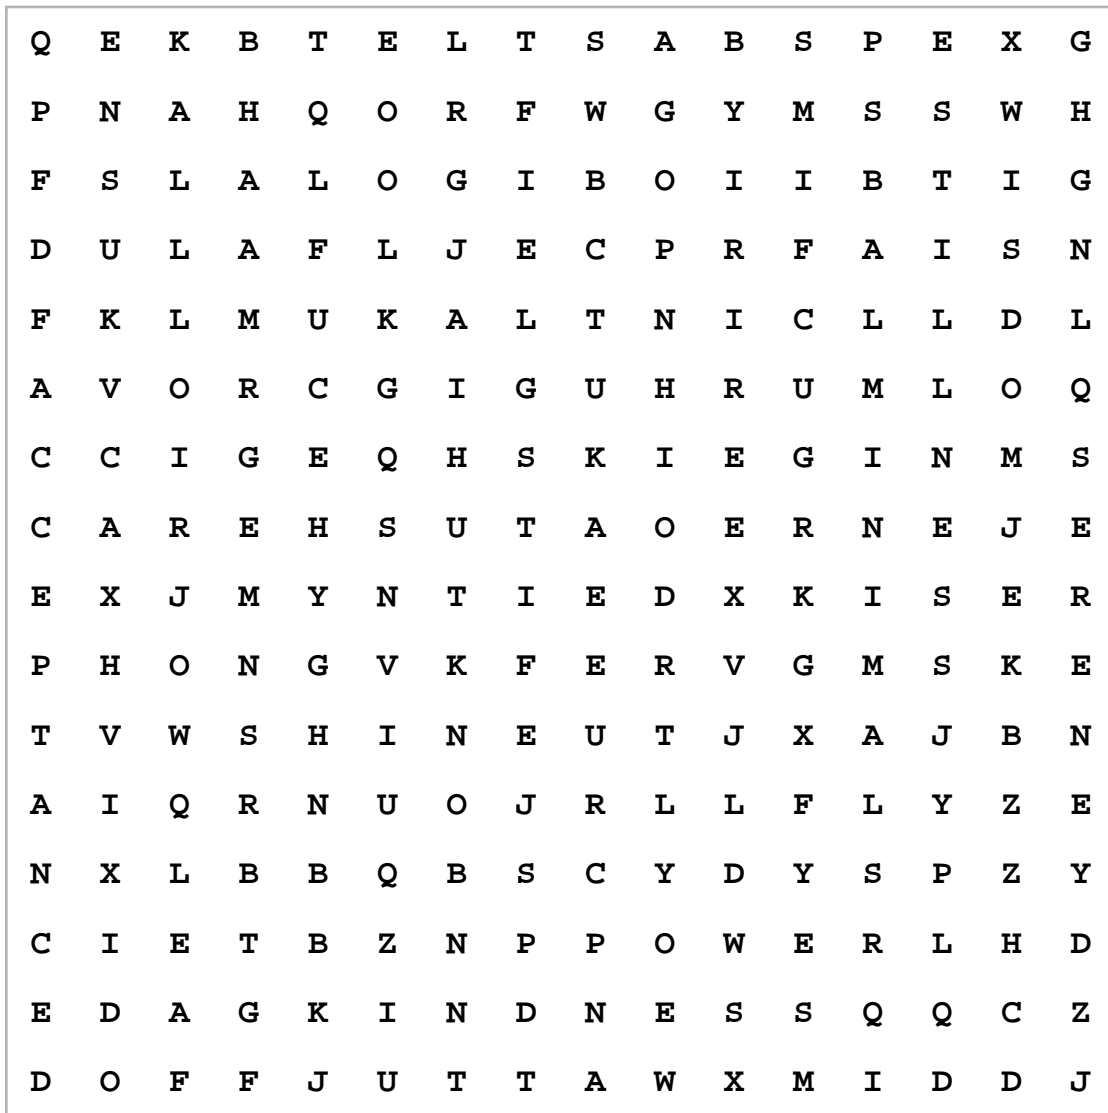 Q E K B T E L T S A B S P E X G
P N A H Q O R F W G Y M S S W H
F S L A L O G I B O I I B T I G
D U L A F L J E C P R F A I S N
F K L M U K A L T N I C L L D L
A V O R C G I G U H R U M L O Q
C C I G E Q H S K I E G I N M S
C A R E H S U T A O E R N E J E
E X J M Y N T I E D X K I S E R
P H O N G V K F E R V G M S K E
T V W S H I N E U T J X A J B N
A I Q R N U O J R L L F L Y Z E
N X L B B Q B S C Y D Y S P Z Y
C I E T B Z N P P O W E R L H D
E D A G K I N D N E S S Q Q C Z
D O F F J U T T A W X M I D D J